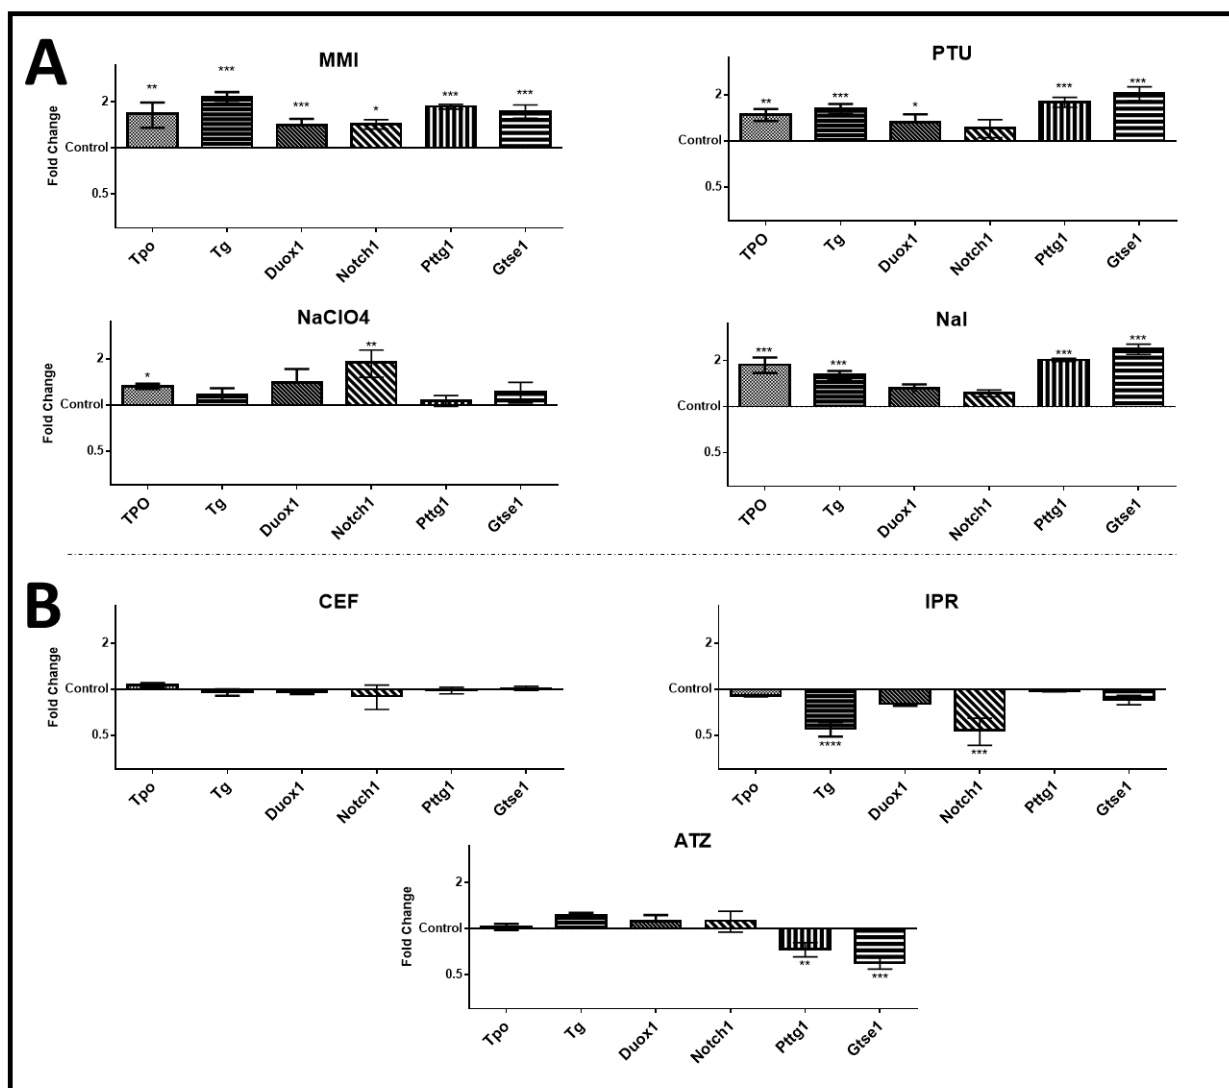 A
MMI
** *** *** * *** ***
Fold Change
2
Control
0.5
Tpo Tg Duox1 Notch1 Pttg1 Gtse1
PTU
** *** * *** ***
2
Control
0.5
TPO Tg Duox1 Notch1 Pttg1 Gtse1
NaClO4
* **
Fold Change
2
Control
0.5
TPO Tg Duox1 Notch1 Pttg1 Gtse1
NaI
*** *** *** ***
2
Control
0.5
TPO Tg Duox1 Notch1 Pttg1 Gtse1
B
CEF
Fold Change
2
Control
0.5
Tpo Tg Duox1 Notch1 Pttg1 Gtse1
IPR
2
Control
0.5
**** ***
Tpo Tg Duox1 Notch1 Pttg1 Gtse1
ATZ
Fold Change
2
Control
0.5
** ***
Tpo Tg Duox1 Notch1 Pttg1 Gtse1